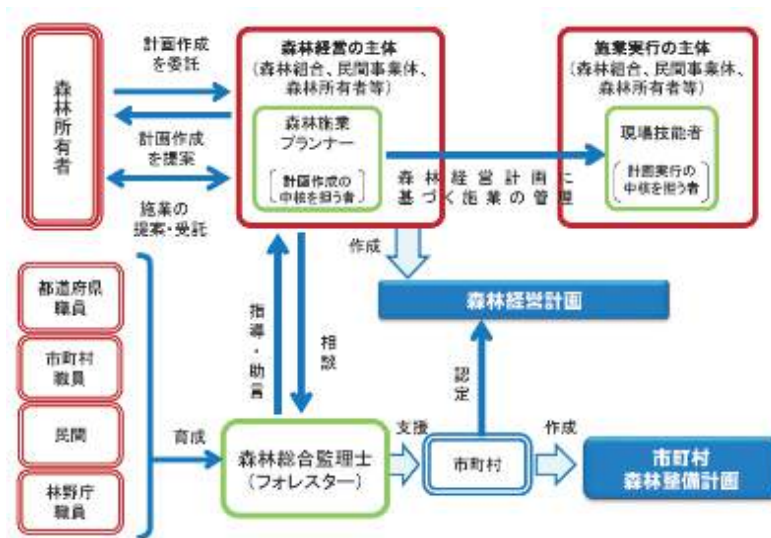 森林所有者
計画作成
を委託
計画作成
を提案
施業の
提案・受託
森林経営の主体
(森林組合、民間事業体、
森林所有者等)
森林施業
プランナー
計画作成の
中核を担う者
森林経営計画に
基づく施業の管理
施業実行の主体
(森林組合、民間事業体、
森林所有者等)
現場技能者
計画実行の
中核を担う者
作成
森林経営計画
都道府県
職員
市町村
職員
民間
林野庁
職員
育成
指導・助言
相談
森林総合監理士
(フォレスター)
支援
市町村
認定
作成
市町村
森林整備計画